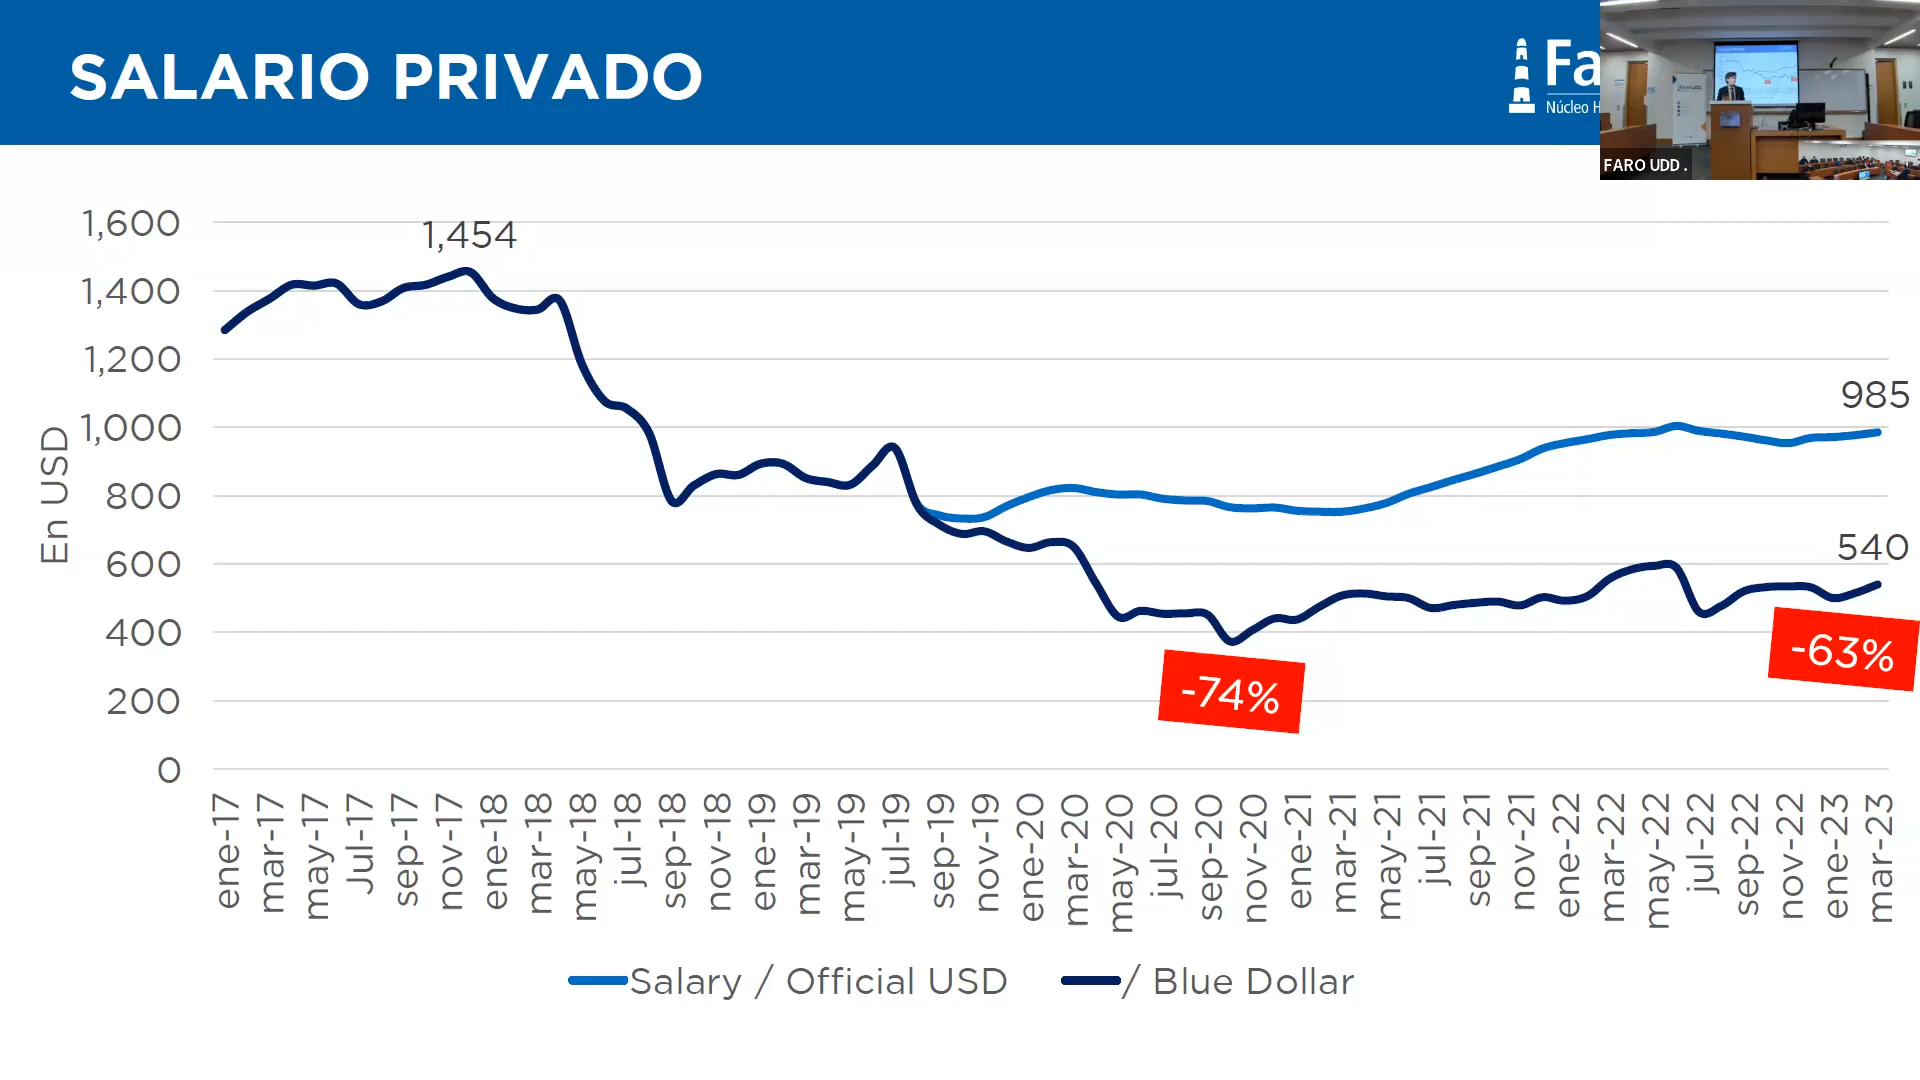 SALARIO PRIVADO
Fa
Núcleo H
FARO UDD .
En USD
1,600
1,400
1,200
1,000
800
600
400
200
0
1,454
985
540
-74%
-63%
ene-17
mar-17
may-17
Jul-17
sep-17
nov-17
ene-18
mar-18
may-18
jul-18
sep-18
nov-18
ene-19
mar-19
may-19
jul-19
sep-19
nov-19
ene-20
mar-20
may-20
jul-20
sep-20
nov-20
ene-21
mar-21
may-21
jul-21
sep-21
nov-21
ene-22
mar-22
may-22
jul-22
sep-22
nov-22
ene-23
mar-23
Salary / Official USD
/ Blue Dollar